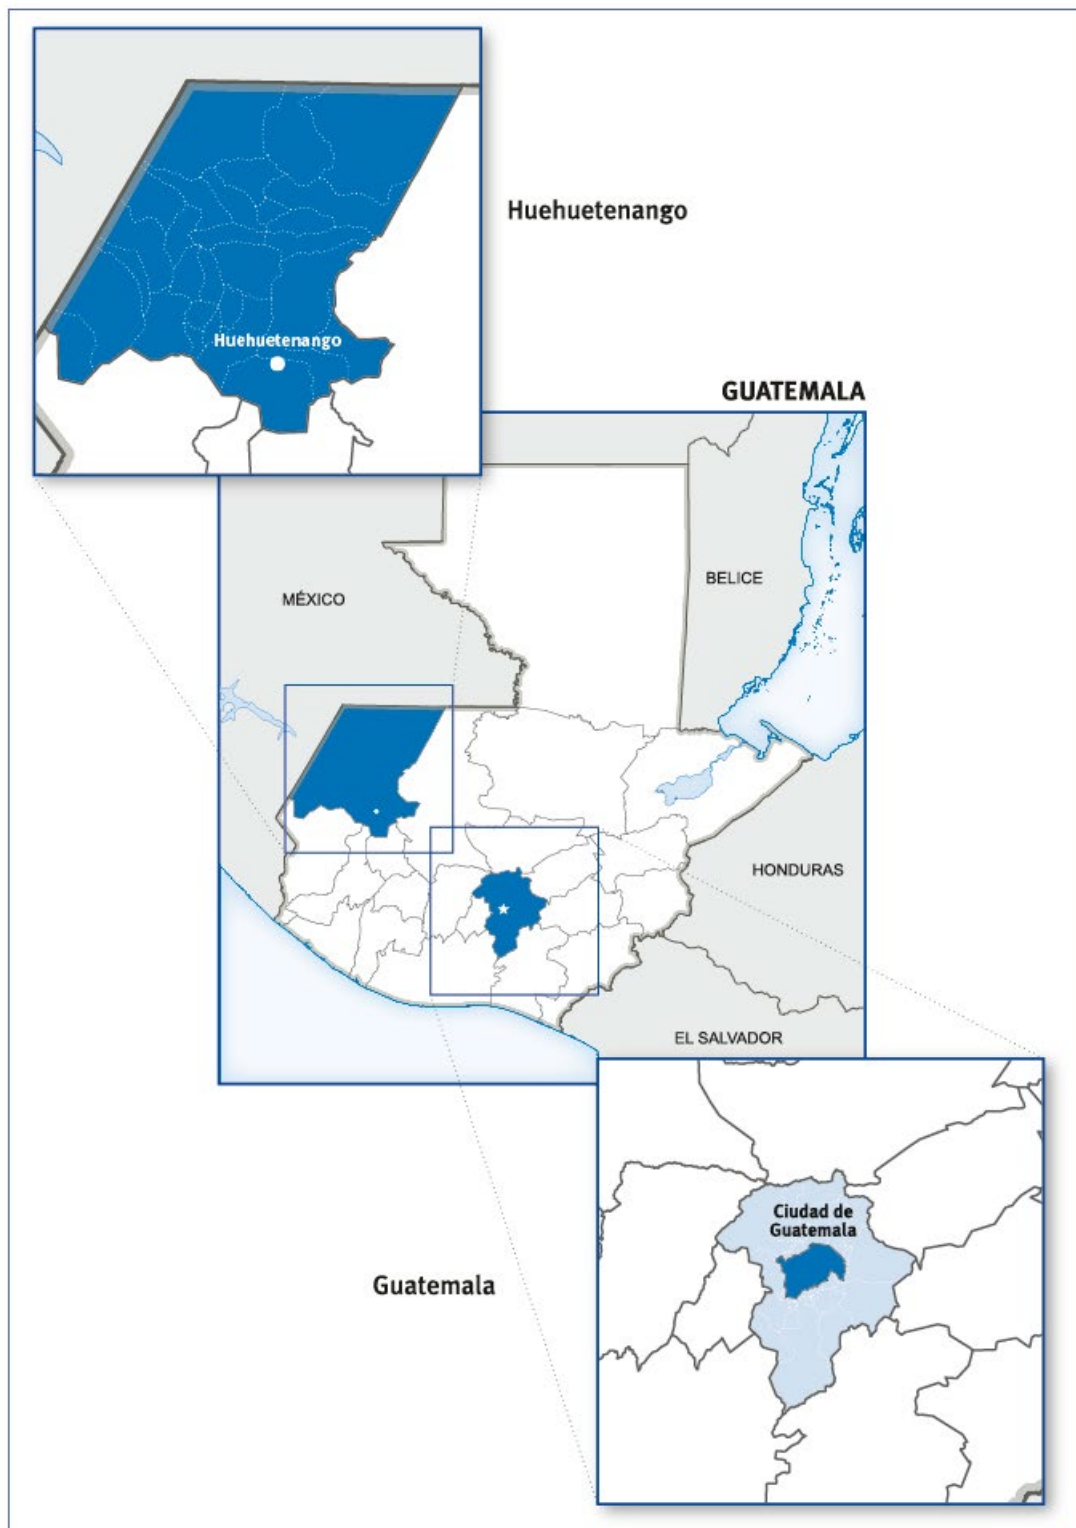 Huehuetenango
Huehuetenango
GUATEMALA
MÉXICO
BELICE
HONDURAS
EL SALVADOR
Ciudad de
Guatemala
Guatemala